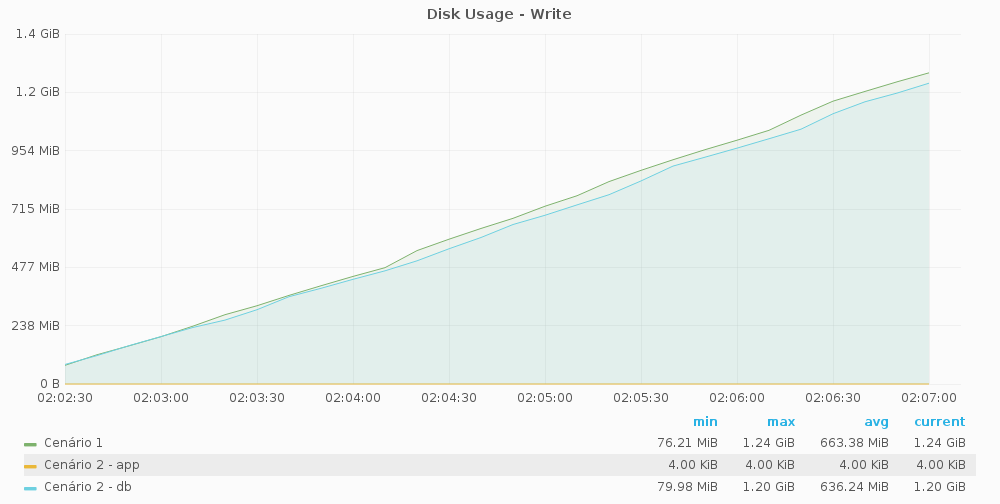 Disk Usage - Write
1.4 GiB
1.2 GiB
954 MiB
715 MiB
477 MiB
238 MiB
0 B
02:02:30 02:03:00 02:03:30 02:04:00 02:04:30 02:05:00 02:05:30 02:06:00 02:06:30 02:07:00
min max avg current
Cenário 1 76.21 MiB 1.24 GiB 663.38 MiB 1.24 GiB
Cenário 2 - app 4.00 KiB 4.00 KiB 4.00 KiB 4.00 KiB
Cenário 2 - db 79.98 MiB 1.20 GiB 636.24 MiB 1.20 GiB